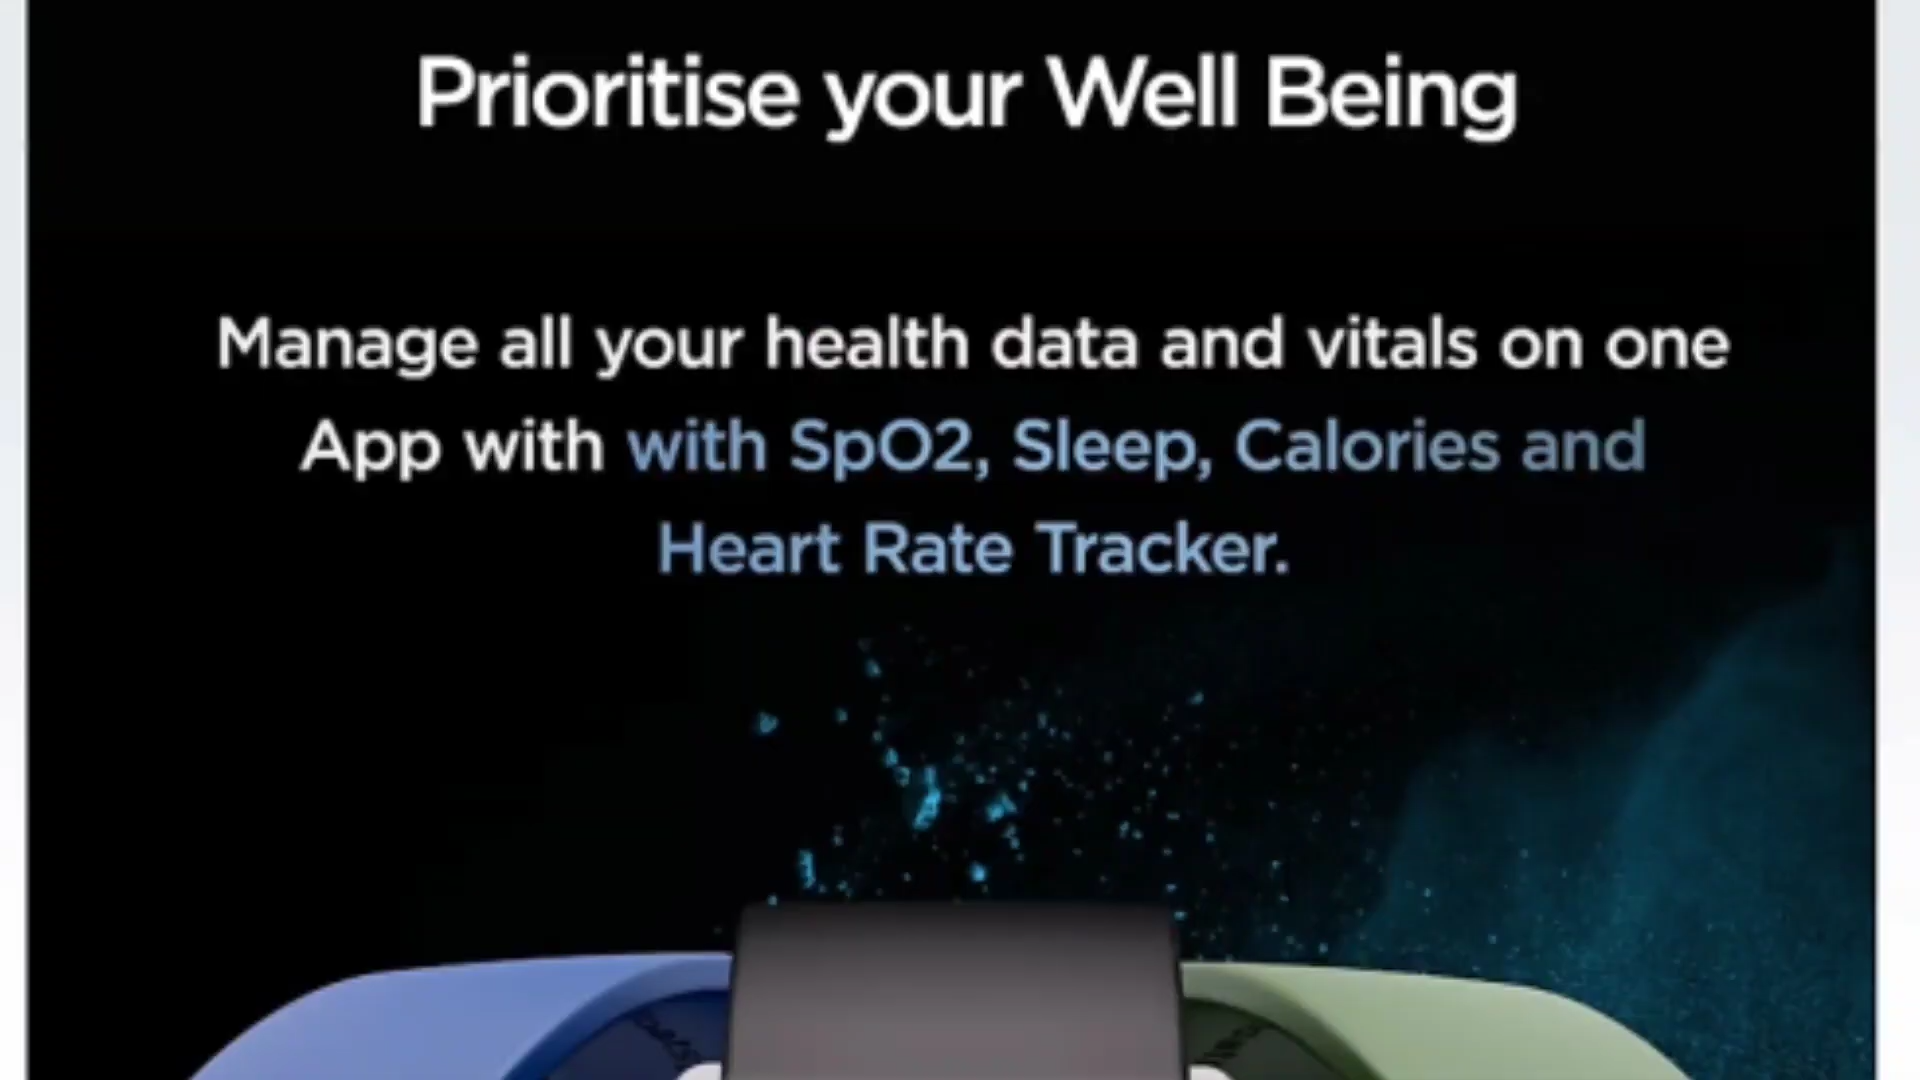 Prioritise your Well Being
Manage all your health data and vitals on one
App with with SpO2, Sleep, Calories and
Heart Rate Tracker.